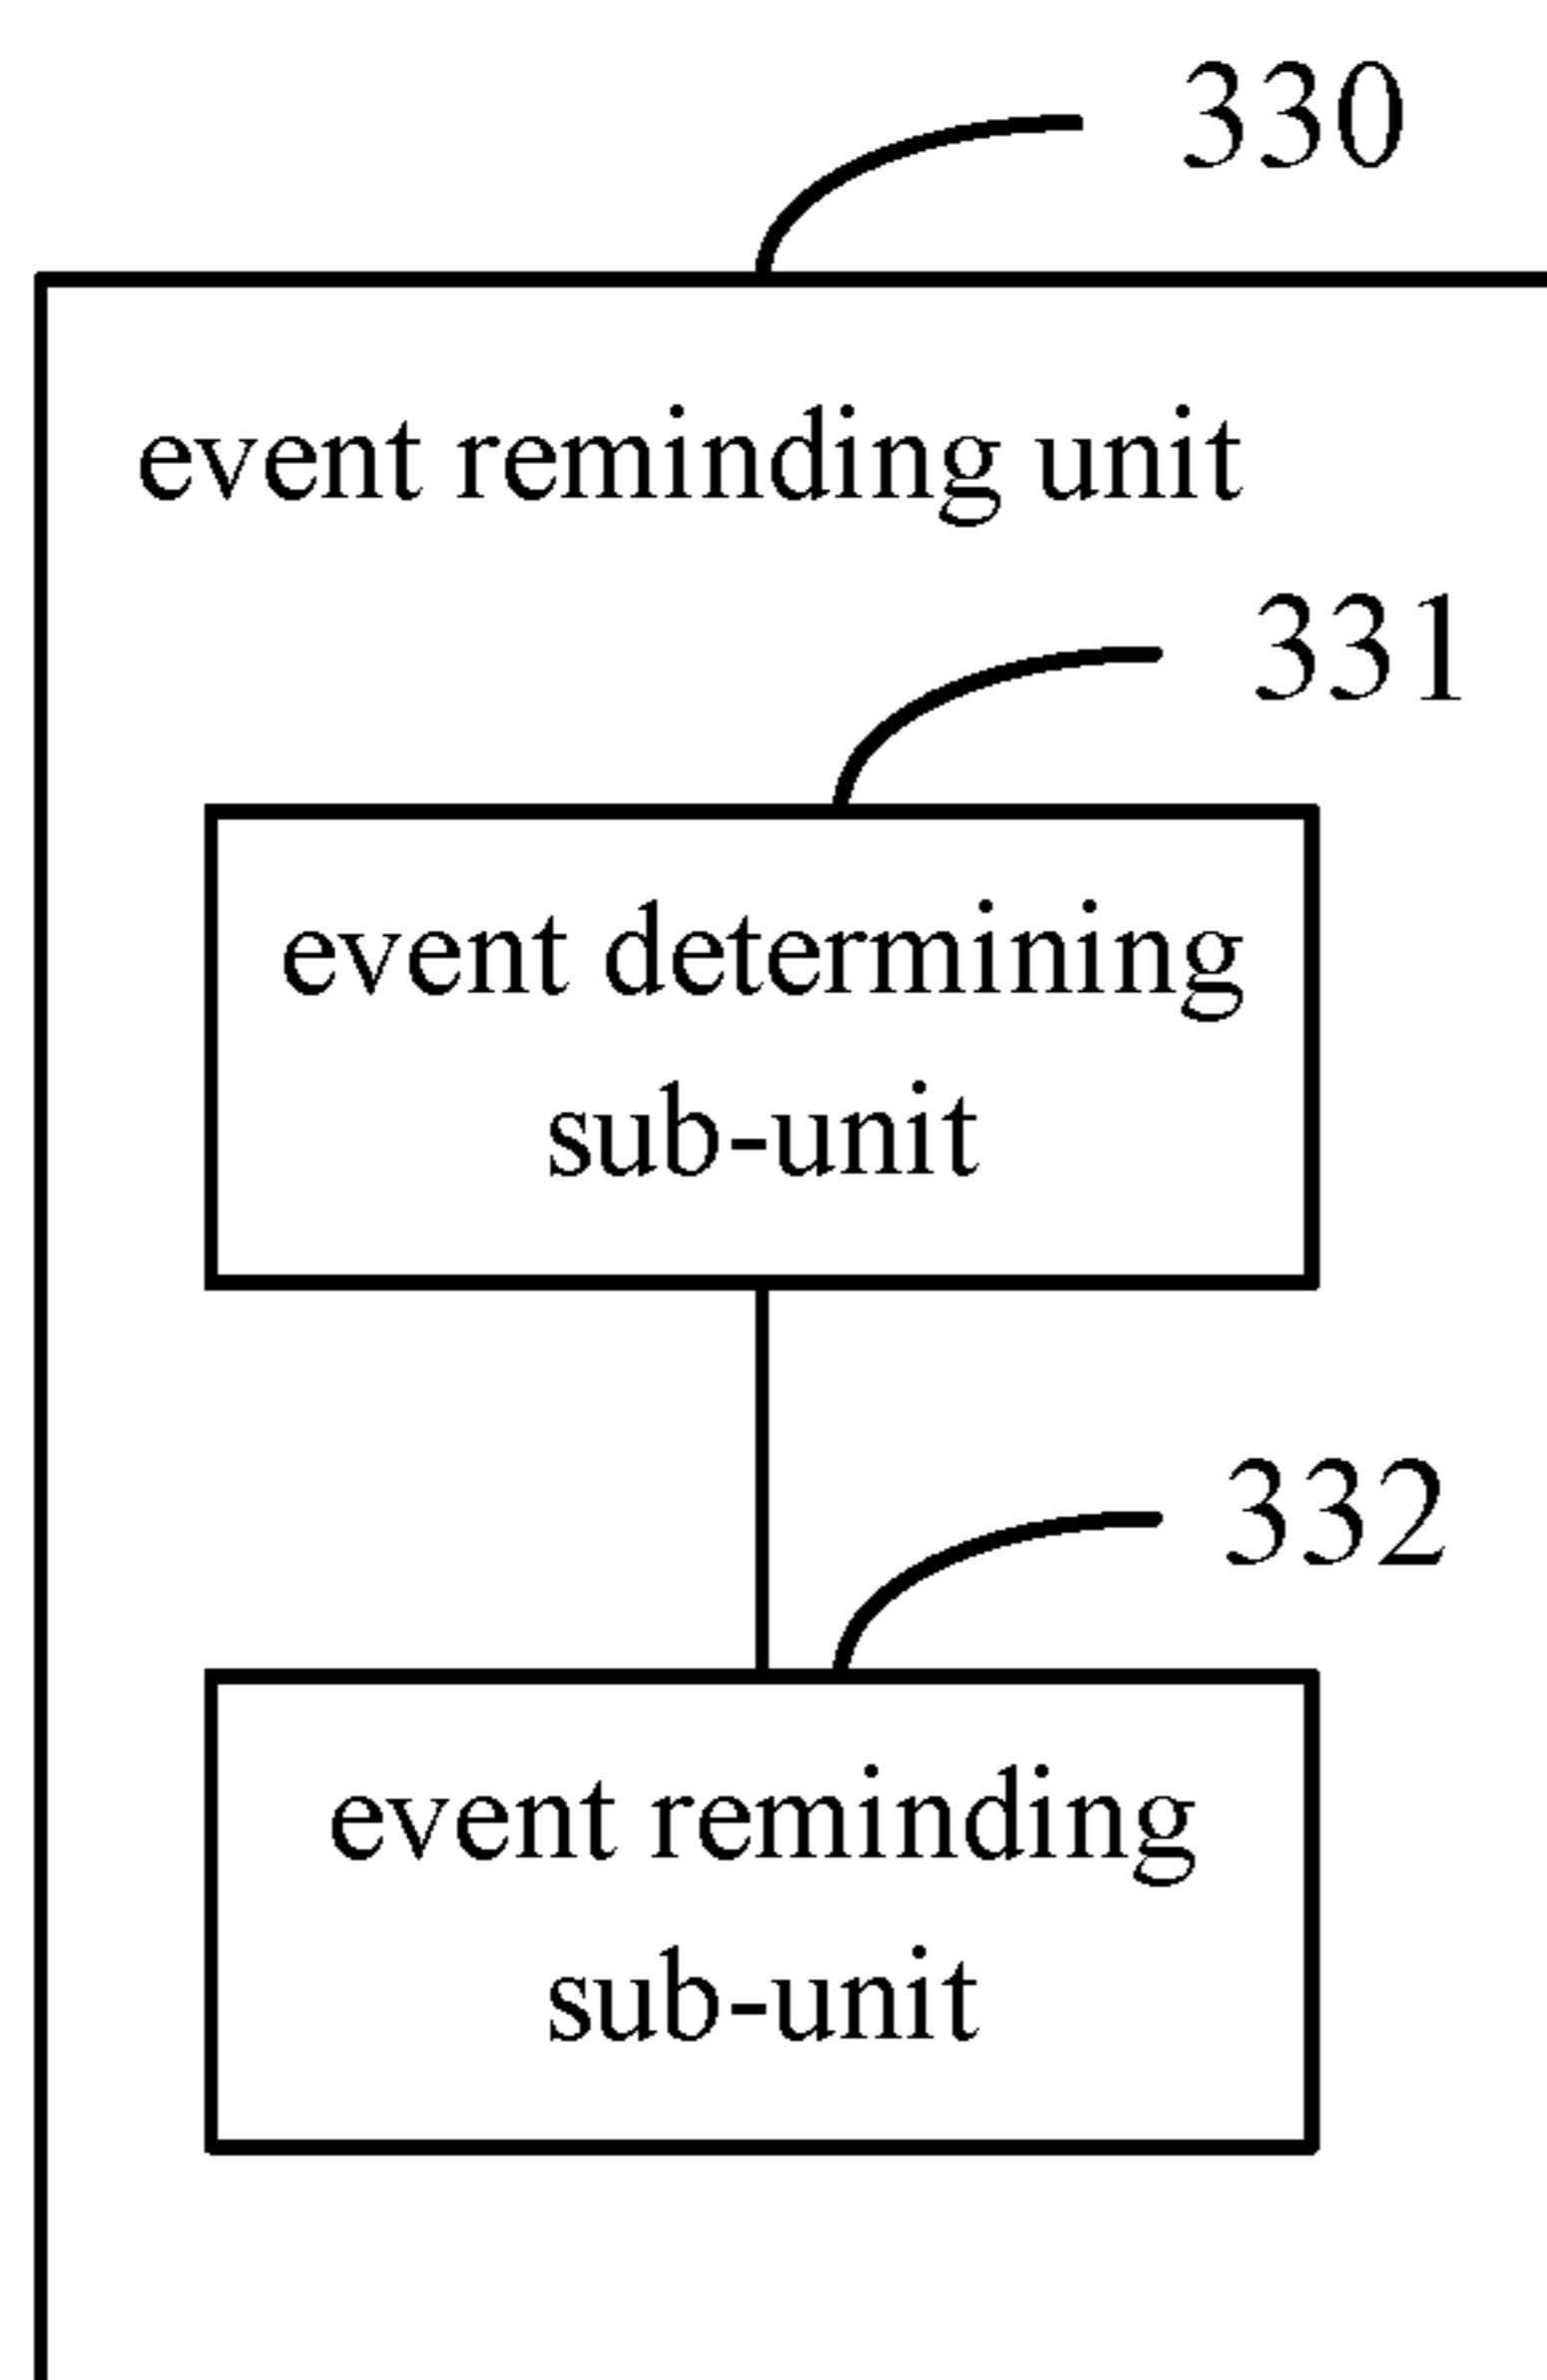 330
event reminding unit
331
event determining
sub-unit
332
event reminding
sub-unit